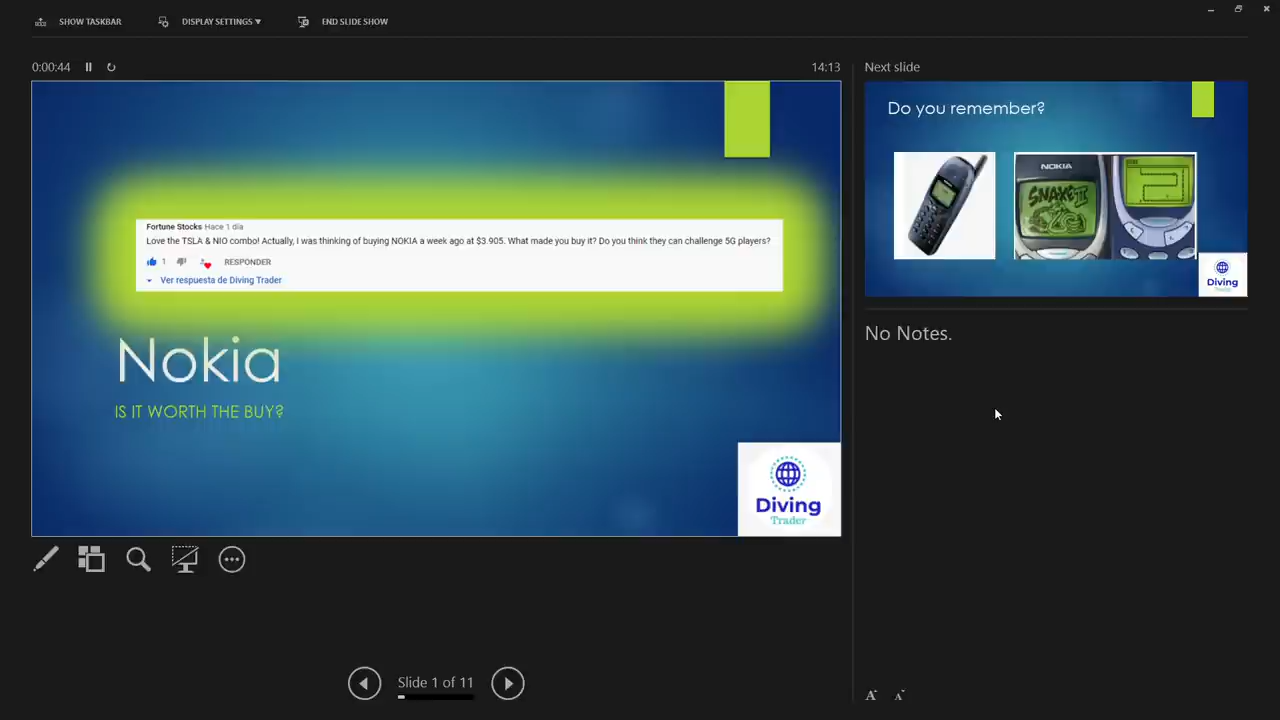 SHOW TASKBAR
DISPLAY SETTINGS ▼
END SLIDE SHOW
0:00:44
14:13
Fortune Stocks Hace 1 día
Love the TSLA & NIO combo! Actually, I was thinking of buying NOKIA a week ago at $3.905. What made you buy it? Do you think they can challenge 5G players?
1
RESPONDER
Ver respuesta de Diving Trader
Nokia
IS IT WORTH THE BUY?
Diving
Trader
Slide 1 of 11
Next slide
Do you remember?
NOKIA
SNAKE II
Diving
Trader
No Notes.
A A